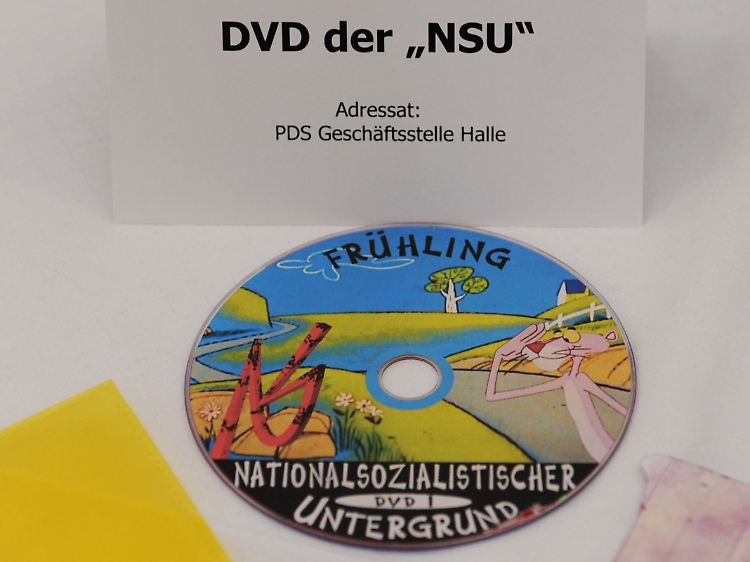 DVD der „NSU“
Adressat:
PDS Geschäftsstelle Halle
FRÜHLING
NATIONALSOZIALISTISCHER
DVD 1
UNTERGRUND